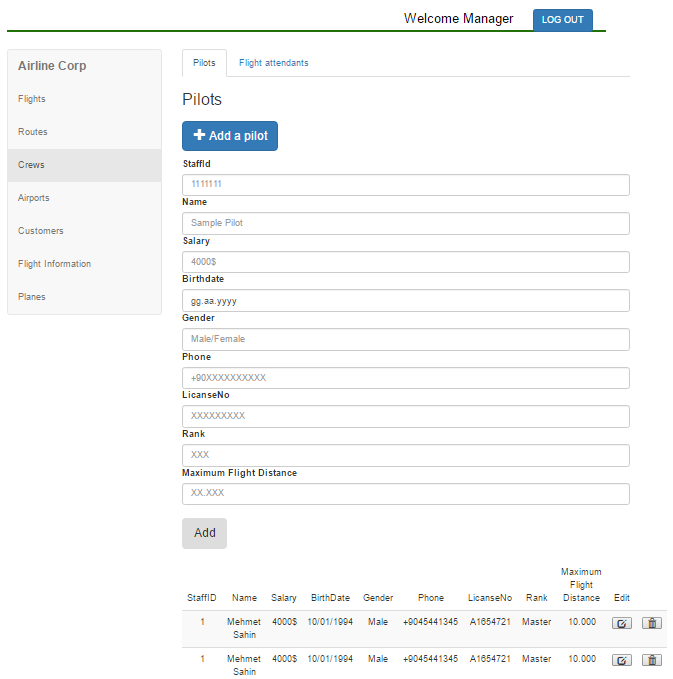 Welcome Manager
LOG OUT
Airline Corp
Flights
Routes
Crews
Airports
Customers
Flight Information
Planes
Pilots Flight attendants
Pilots
Add a pilot
StaffId
1111111
Name
Sample Pilot
Salary
4000$
Birthdate
gg.aa.yyyy
Gender
Male/Female
Phone
+90XXXXXXXXXX
LicanseNo
XXXXXXXXX
Rank
XXX
Maximum Flight Distance
XX.XXX
Add
StaffID Name Salary BirthDate Gender Phone LicanseNo Rank Maximum Flight Distance Edit
1 Mehmet Sahin 4000$ 10/01/1994 Male +9045441345 A1654721 Master 10.000
1 Mehmet Sahin 4000$ 10/01/1994 Male +9045441345 A1654721 Master 10.000